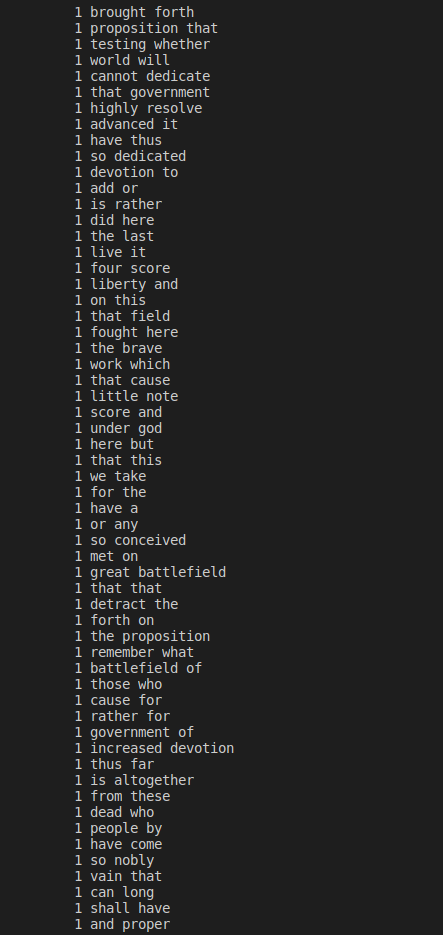 1 brought forth
1 proposition that
1 testing whether
1 world will
1 cannot dedicate
1 that government
1 highly resolve
1 advanced it
1 have thus
1 so dedicated
1 devotion to
1 add or
1 is rather
1 did here
1 the last
1 live it
1 four score
1 liberty and
1 on this
1 that field
1 fought here
1 the brave
1 work which
1 that cause
1 little note
1 score and
1 under god
1 here but
1 that this
1 we take
1 for the
1 have a
1 or any
1 so conceived
1 met on
1 great battlefield
1 that that
1 detract the
1 forth on
1 the proposition
1 remember what
1 battlefield of
1 those who
1 cause for
1 rather for
1 government of
1 increased devotion
1 thus far
1 is altogether
1 from these
1 dead who
1 people by
1 have come
1 so nobly
1 vain that
1 can long
1 shall have
1 and proper